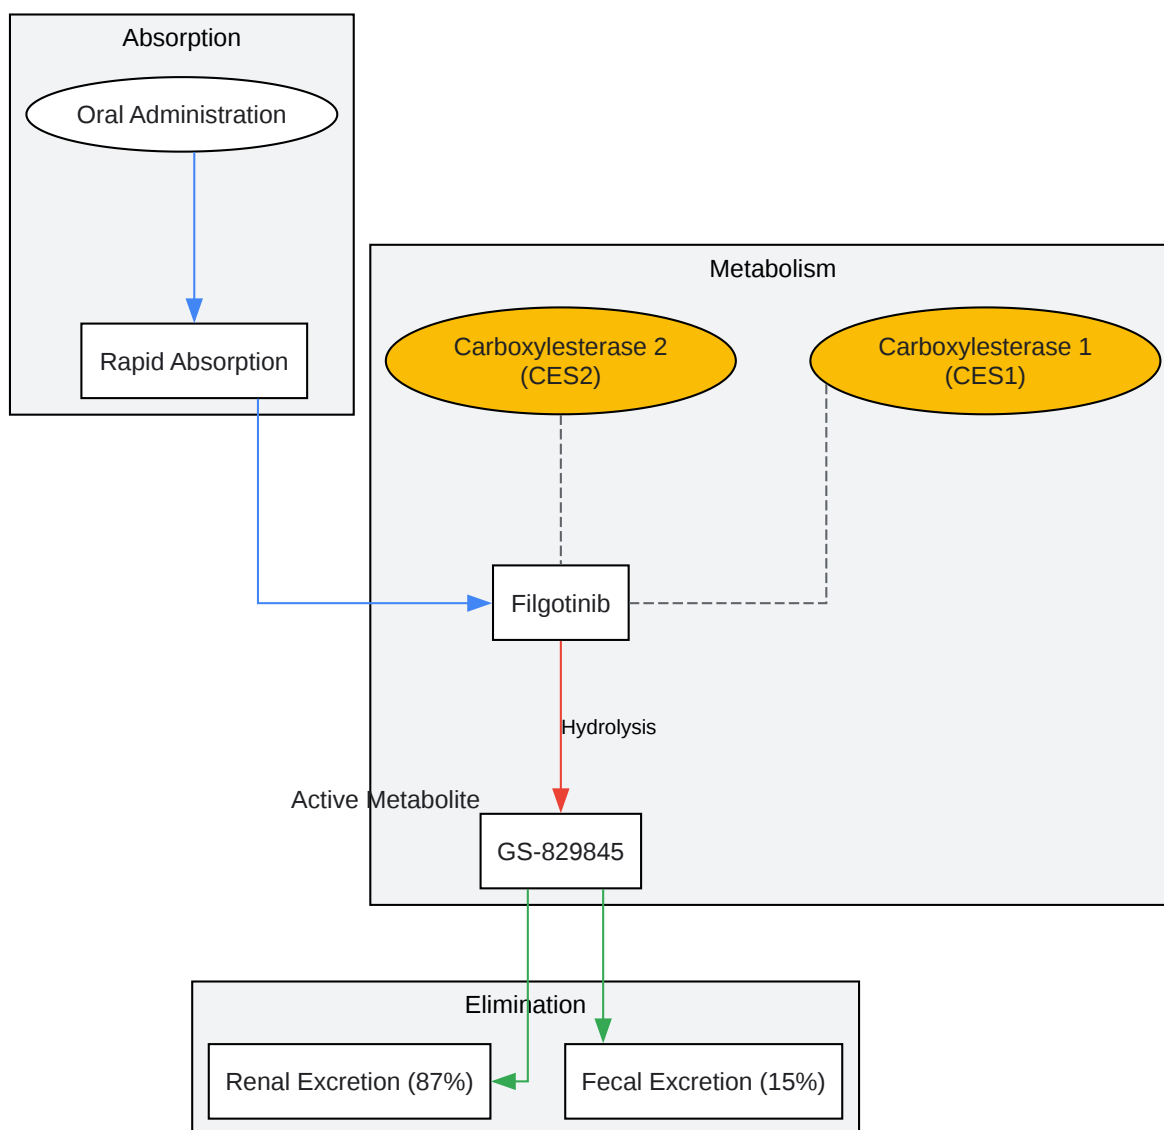 Absorption
Oral Administration
Rapid Absorption
Metabolism
Carboxylesterase 2
(CES2)
Carboxylesterase 1
(CES1)
Filgotinib
Hydrolysis
Active Metabolite
GS-829845
Elimination
Renal Excretion (87%)
Fecal Excretion (15%)